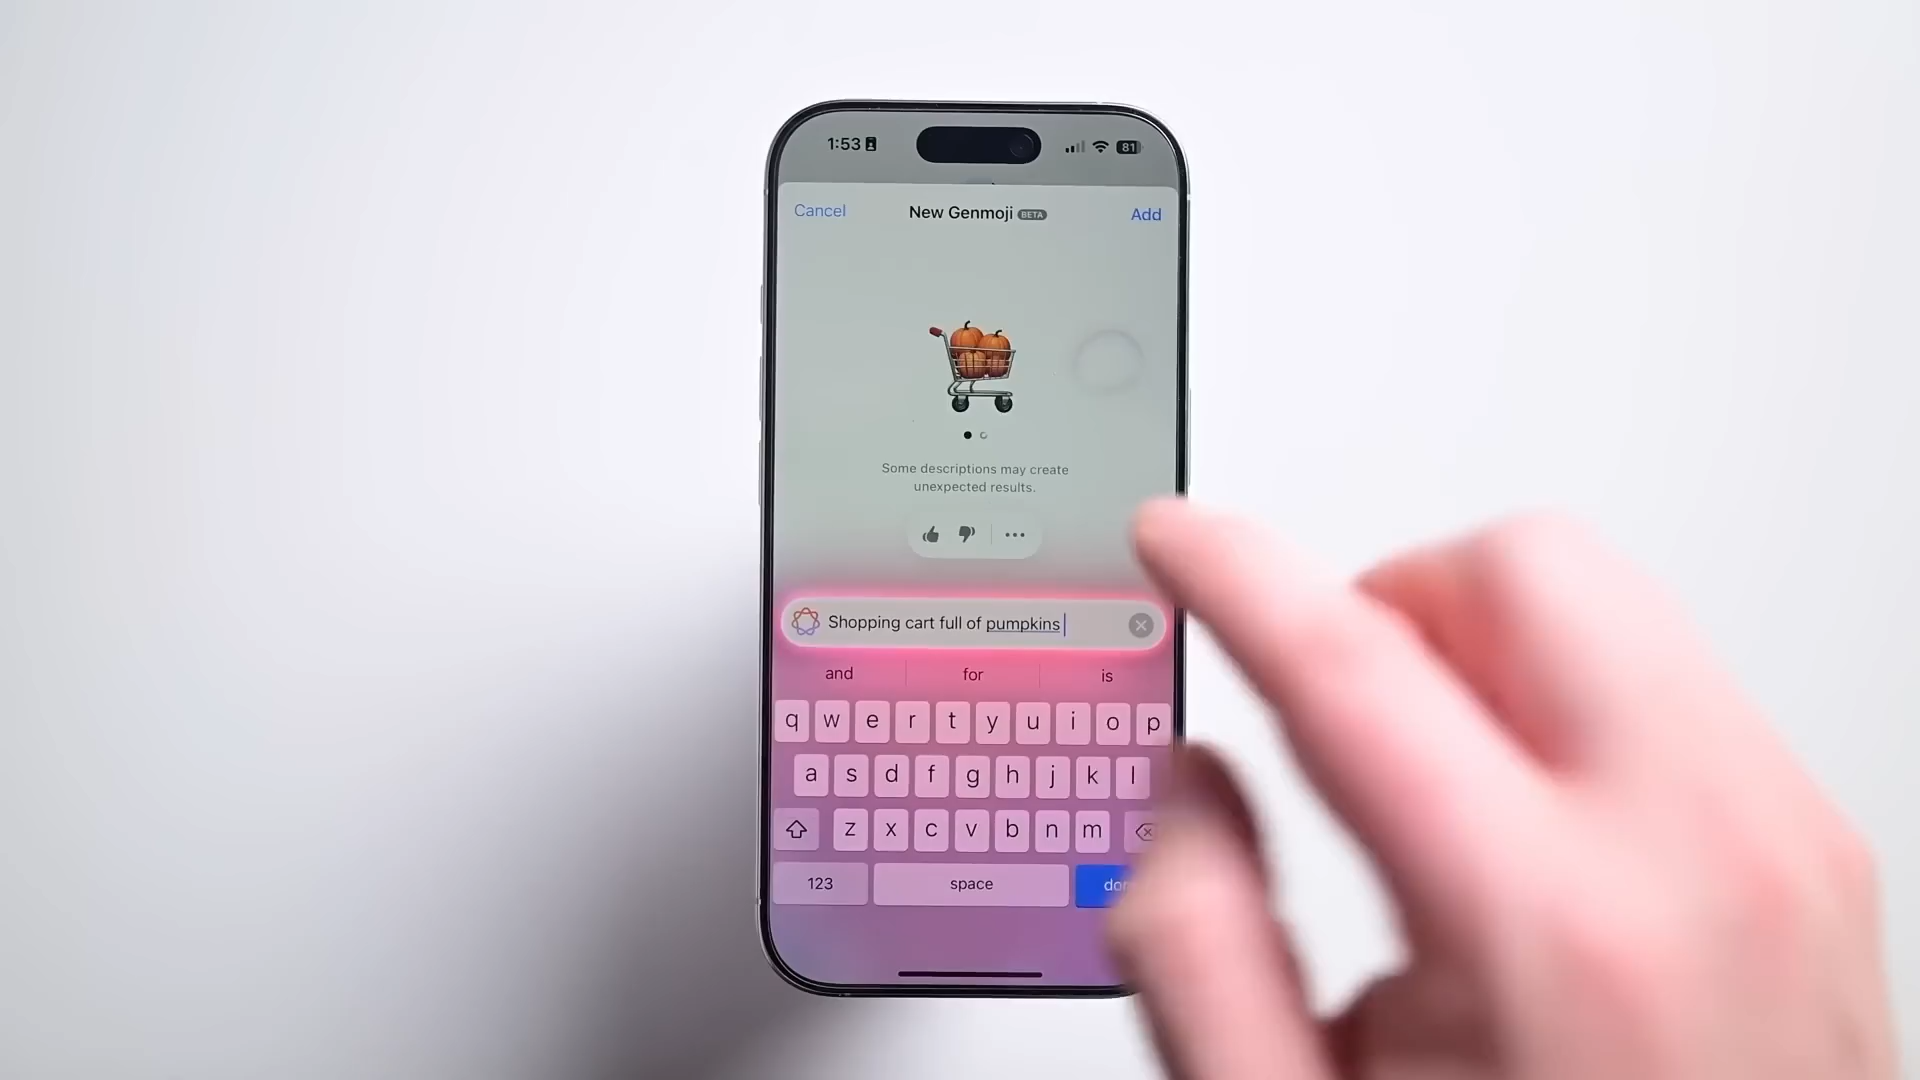 1:53
81
Cancel
New Genmoji BETA
Add
Some descriptions may create
unexpected results.
Shopping cart full of pumpkins
and for is
q w e r t y u i o p
a s d f g h j k l
z x c v b n m
123 space